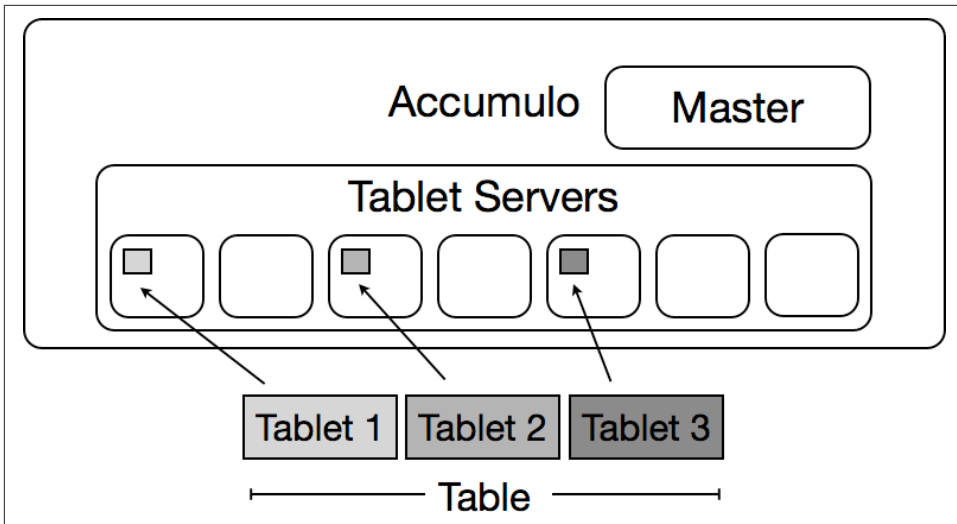 Accumulo
Master
Tablet Servers
Tablet 1
Tablet 2
Tablet 3
Table